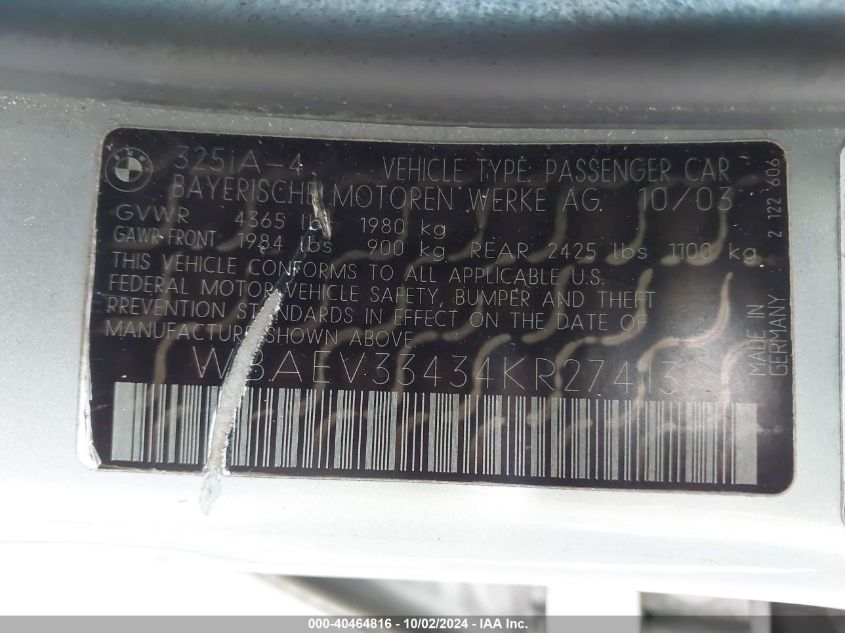 BMW
325iA-4 VEHICLE TYPE: PASSENGER CAR
BAYERISCHE MOTOREN WERKE AG. 10/03
GVWR 4365 lbs 1980 kg
GAWR-FRONT 1984 lbs 900 kg, REAR 2425 lbs 1100 kg
THIS VEHICLE CONFORMS TO ALL APPLICABLE U.S.
FEDERAL MOTOR VEHICLE SAFETY, BUMPER AND THEFT
PREVENTION STANDARDS IN EFFECT ON THE DATE OF
MANUFACTURE SHOWN ABOVE.
WBAEV33434KR27413
2 122 606
MADE IN
GERMANY
000-40464816 - 10/02/2024 - IAA Inc.